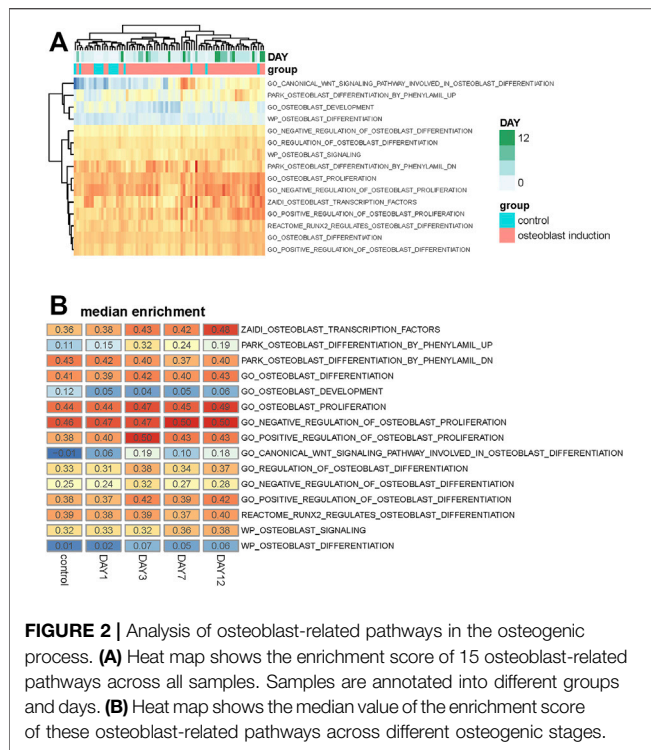 A
DAY
group
GO_CANONICAL_WNT_SIGNALING_PATHWAY_INVOLVED_IN_OSTEOBLAST_DIFFERENTIATION
PARK_OSTEOBLAST_DIFFERENTIATION_BY_PHENYLAMIL_UP
GO_OSTEOBLAST_DEVELOPMENT
WP_OSTEOBLAST_DIFFERENTIATION
GO_NEGATIVE_REGULATION_OF_OSTEOBLAST_DIFFERENTIATION
GO_REGULATION_OF_OSTEOBLAST_DIFFERENTIATION
WP_OSTEOBLAST_SIGNALING
PARK_OSTEOBLAST_DIFFERENTIATION_BY_PHENYLAMIL_DN
GO_OSTEOBLAST_PROLIFERATION
GO_NEGATIVE_REGULATION_OF_OSTEOBLAST_PROLIFERATION
ZAIDI_OSTEOBLAST_TRANSCRIPTION_FACTORS
GO_POSITIVE_REGULATION_OF_OSTEOBLAST_PROLIFERATION
REACTOME_RUNX2_REGULATES_OSTEOBLAST_DIFFERENTIATION
GO_OSTEOBLAST_DIFFERENTIATION
GO_POSITIVE_REGULATION_OF_OSTEOBLAST_DIFFERENTIATION
DAY
12
0
group
control
osteoblast induction
B median enrichment
0.36 0.38 0.43 0.42 0.48 ZAIDI_OSTEOBLAST_TRANSCRIPTION_FACTORS
0.11 0.15 0.32 0.24 0.19 PARK_OSTEOBLAST_DIFFERENTIATION_BY_PHENYLAMIL_UP
0.43 0.42 0.40 0.37 0.40 PARK_OSTEOBLAST_DIFFERENTIATION_BY_PHENYLAMIL_DN
0.41 0.39 0.42 0.40 0.43 GO_OSTEOBLAST_DIFFERENTIATION
0.12 0.05 0.04 0.05 0.06 GO_OSTEOBLAST_DEVELOPMENT
0.44 0.44 0.47 0.45 0.49 GO_OSTEOBLAST_PROLIFERATION
0.46 0.47 0.47 0.50 0.50 GO_NEGATIVE_REGULATION_OF_OSTEOBLAST_PROLIFERATION
0.38 0.40 0.50 0.43 0.43 GO_POSITIVE_REGULATION_OF_OSTEOBLAST_PROLIFERATION
-0.01 0.06 0.19 0.10 0.18 GO_CANONICAL_WNT_SIGNALING_PATHWAY_INVOLVED_IN_OSTEOBLAST_DIFFERENTIATION
0.33 0.31 0.38 0.34 0.37 GO_REGULATION_OF_OSTEOBLAST_DIFFERENTIATION
0.25 0.24 0.32 0.27 0.28 GO_NEGATIVE_REGULATION_OF_OSTEOBLAST_DIFFERENTIATION
0.38 0.37 0.42 0.39 0.42 GO_POSITIVE_REGULATION_OF_OSTEOBLAST_DIFFERENTIATION
0.39 0.38 0.39 0.37 0.40 REACTOME_RUNX2_REGULATES_OSTEOBLAST_DIFFERENTIATION
0.32 0.33 0.32 0.36 0.38 WP_OSTEOBLAST_SIGNALING
0.01 0.02 0.07 0.05 0.06 WP_OSTEOBLAST_DIFFERENTIATION
control DAY1 DAY3 DAY7 DAY12
FIGURE 2 | Analysis of osteoblast-related pathways in the osteogenic
process. (A) Heat map shows the enrichment score of 15 osteoblast-related
pathways across all samples. Samples are annotated into different groups
and days. (B) Heat map shows the median value of the enrichment score
of these osteoblast-related pathways across different osteogenic stages.